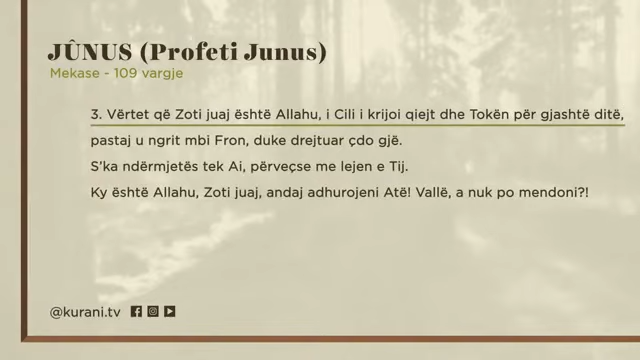 JÛNUS (Profeti Junus)
Mekase - 109 vargje
3. Vërtet që Zoti juaj është Allahu, i Cili i krijoi qiejt dhe Tokën për gjashtë ditë,
pastaj u ngrit mbi Fron, duke drejtuar çdo gjë.
S'ka ndërmjetës tek Ai, përveçse me lejen e Tij.
Ky është Allahu, Zoti juaj, andaj adhurojeni Atë! Vallë, a nuk po mendoni?!
@kurani.tv